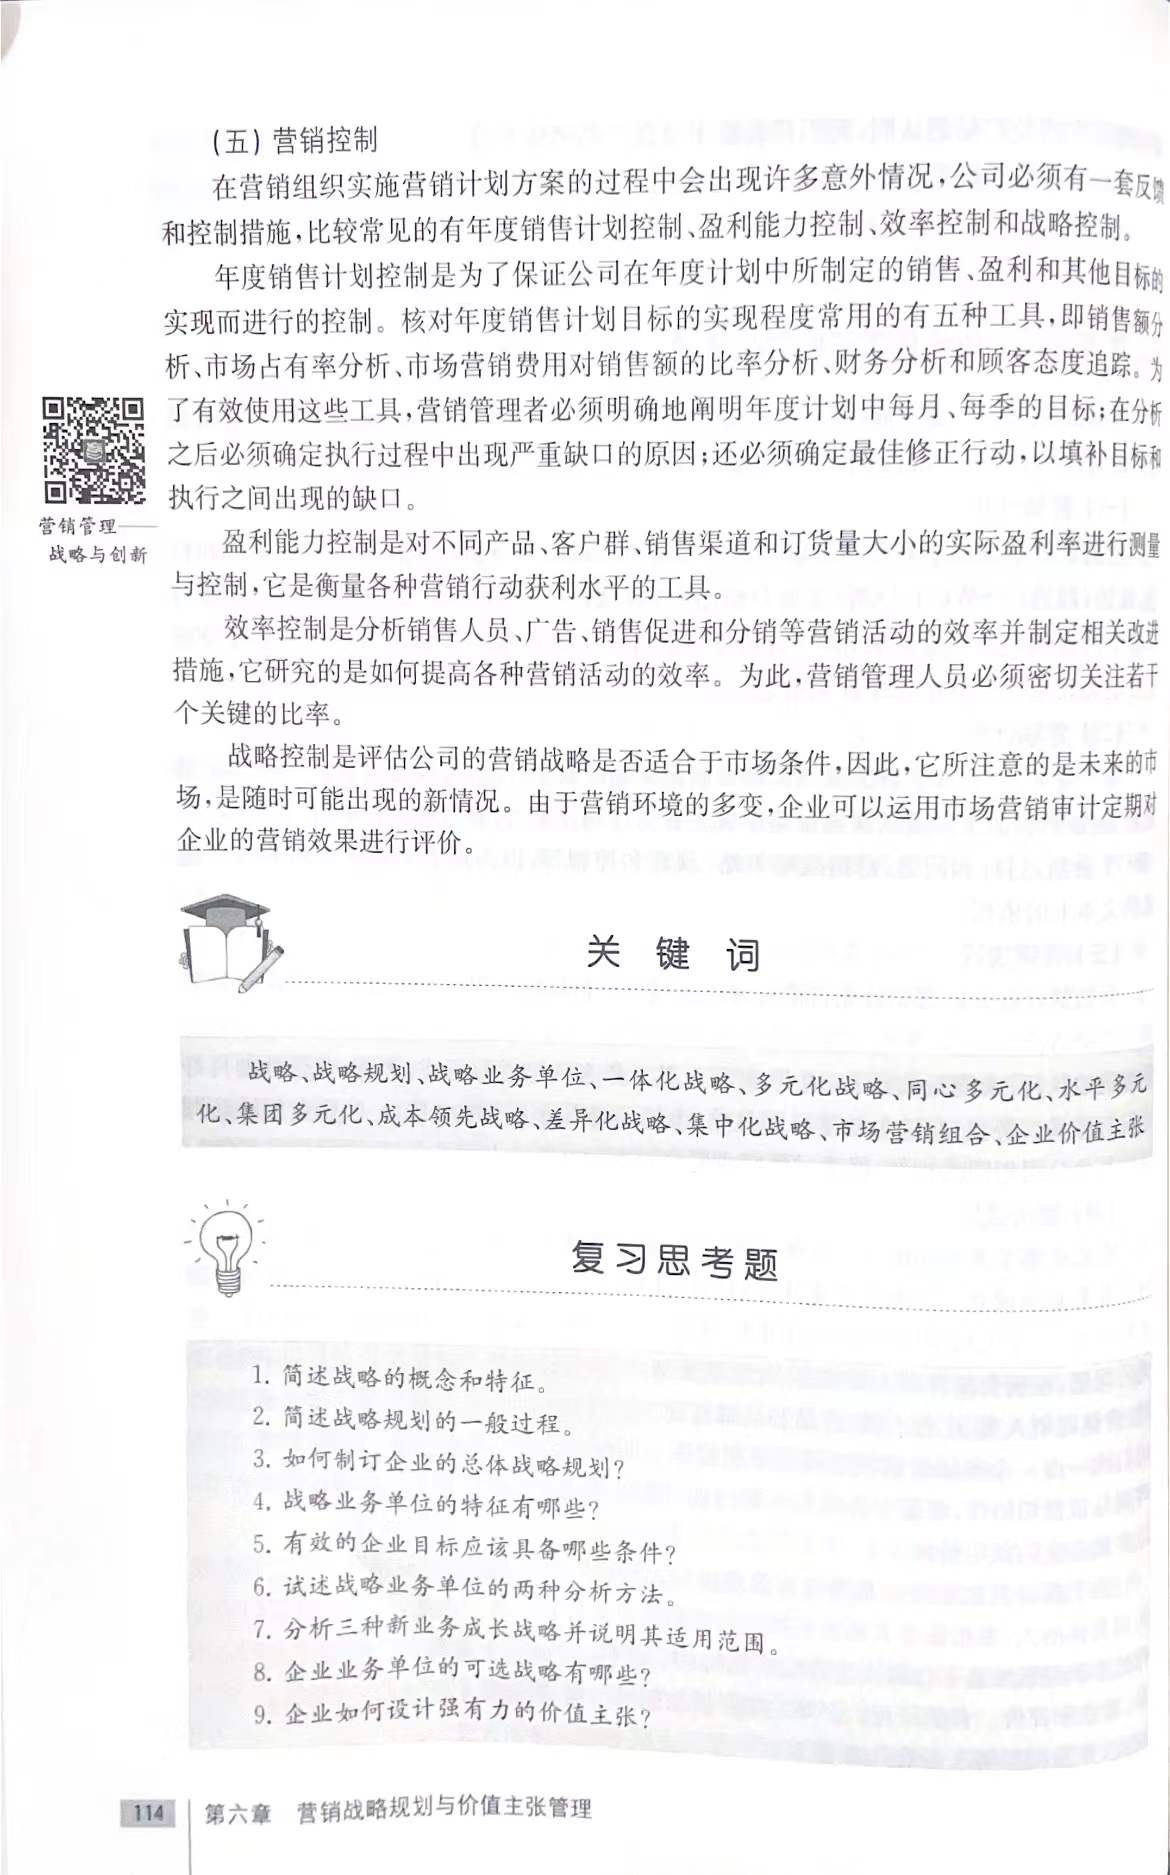 (五) 营销控制
在营销组织实施营销计划方案的过程中会出现许多意外情况,公司必须有一套反馈
和控制措施,比较常见的有年度销售计划控制、盈利能力控制、效率控制和战略控制。
年度销售计划控制是为了保证公司在年度计划中所制定的销售、盈利和其他目标的
实现而进行的控制。核对年度销售计划目标的实现程度常用的有五种工具,即销售额分
析、市场占有率分析、市场营销费用对销售额的比率分析、财务分析和顾客态度追踪。为
了有效使用这些工具,营销管理者必须明确地阐明年度计划中每月、每季的目标;在分析
之后必须确定执行过程中出现严重缺口的原因;还必须确定最佳修正行动,以填补目标和
执行之间出现的缺口。
营销管理——
战略与创新
盈利能力控制是对不同产品、客户群、销售渠道和订货量大小的实际盈利率进行测量
与控制,它是衡量各种营销行动获利水平的工具。
效率控制是分析销售人员、广告、销售促进和分销等营销活动的效率并制定相关改进
措施,它研究的是如何提高各种营销活动的效率。为此,营销管理人员必须密切关注若干
个关键的比率。
战略控制是评估公司的营销战略是否适合于市场条件,因此,它所注意的是未来的市
场,是随时可能出现的新情况。由于营销环境的多变,企业可以运用市场营销审计定期对
企业的营销效果进行评价。
关 键 词
战略、战略规划、战略业务单位、一体化战略、多元化战略、同心多元化、水平多元
化、集团多元化、成本领先战略、差异化战略、集中化战略、市场营销组合、企业价值主张
复习思考题
1. 简述战略的概念和特征。
2. 简述战略规划的一般过程。
3. 如何制订企业的总体战略规划?
4. 战略业务单位的特征有哪些?
5. 有效的企业目标应该具备哪些条件?
6. 试述战略业务单位的两种分析方法。
7. 分析三种新业务成长战略并说明其适用范围。
8. 企业业务单位的可选战略有哪些?
9. 企业如何设计强有力的价值主张?
114 第六章 营销战略规划与价值主张管理